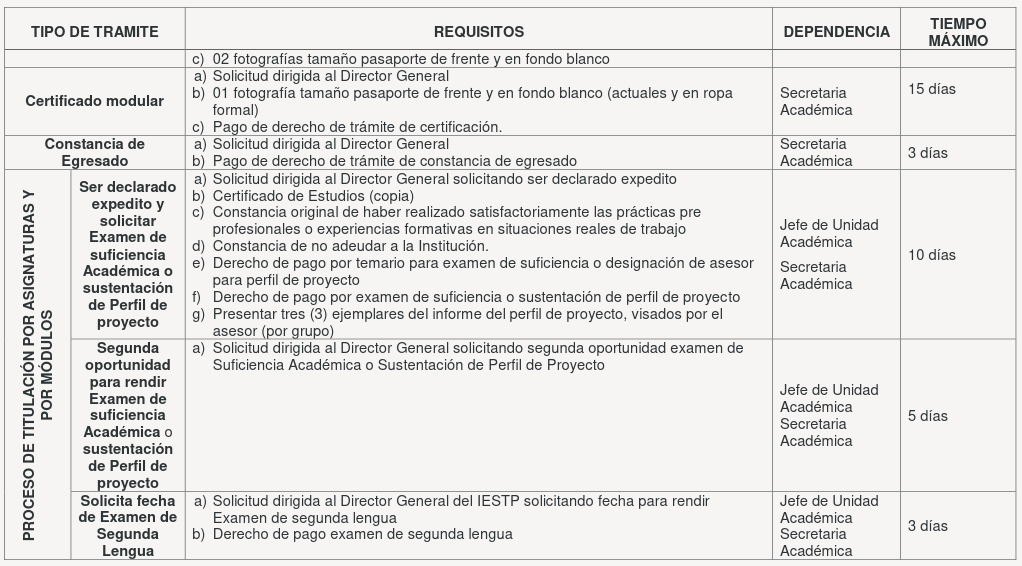 TIPO DE TRAMITE
REQUISITOS
DEPENDENCIA
TIEMPO
MÁXIMO
c) 02 fotografías tamaño pasaporte de frente y en fondo blanco
Certificado modular
a) Solicitud dirigida al Director General
b) 01 fotografía tamaño pasaporte de frente y en fondo blanco (actuales y en ropa
formal)
c) Pago de derecho de trámite de certificación.
Secretaria
Académica
15 días
Constancia de
Egresado
a) Solicitud dirigida al Director General
b) Pago de derecho de trámite de constancia de egresado
Secretaria
Académica
3 días
PROCESO DE TITULACIÓN POR ASIGNATURAS Y
POR MÓDULOS
Ser declarado
expedito y
solicitar
Examen de
suficiencia
Académica o
sustentación
de Perfil de
proyecto
a) Solicitud dirigida al Director General solicitando ser declarado expedito
b) Certificado de Estudios (copia)
c) Constancia original de haber realizado satisfactoriamente las prácticas pre
profesionales o experiencias formativas en situaciones reales de trabajo
d) Constancia de no adeudar a la Institución.
e) Derecho de pago por temario para examen de suficiencia o designación de asesor
para perfil de proyecto
f) Derecho de pago por examen de suficiencia o sustentación de perfil de proyecto
g) Presentar tres (3) ejemplares del informe del perfil de proyecto, visados por el
asesor (por grupo)
Jefe de Unidad
Académica
Secretaria
Académica
10 días
Segunda
oportunidad
para rendir
Examen de
suficiencia
Académica o
sustentación
de Perfil de
proyecto
a) Solicitud dirigida al Director General solicitando segunda oportunidad examen de
Suficiencia Académica o Sustentación de Perfil de Proyecto
Jefe de Unidad
Académica
Secretaria
Académica
5 días
Solicita fecha
de Examen de
Segunda
Lengua
a) Solicitud dirigida al Director General del IESTP solicitando fecha para rendir
Examen de segunda lengua
b) Derecho de pago examen de segunda lengua
Jefe de Unidad
Académica
Secretaria
Académica
3 días